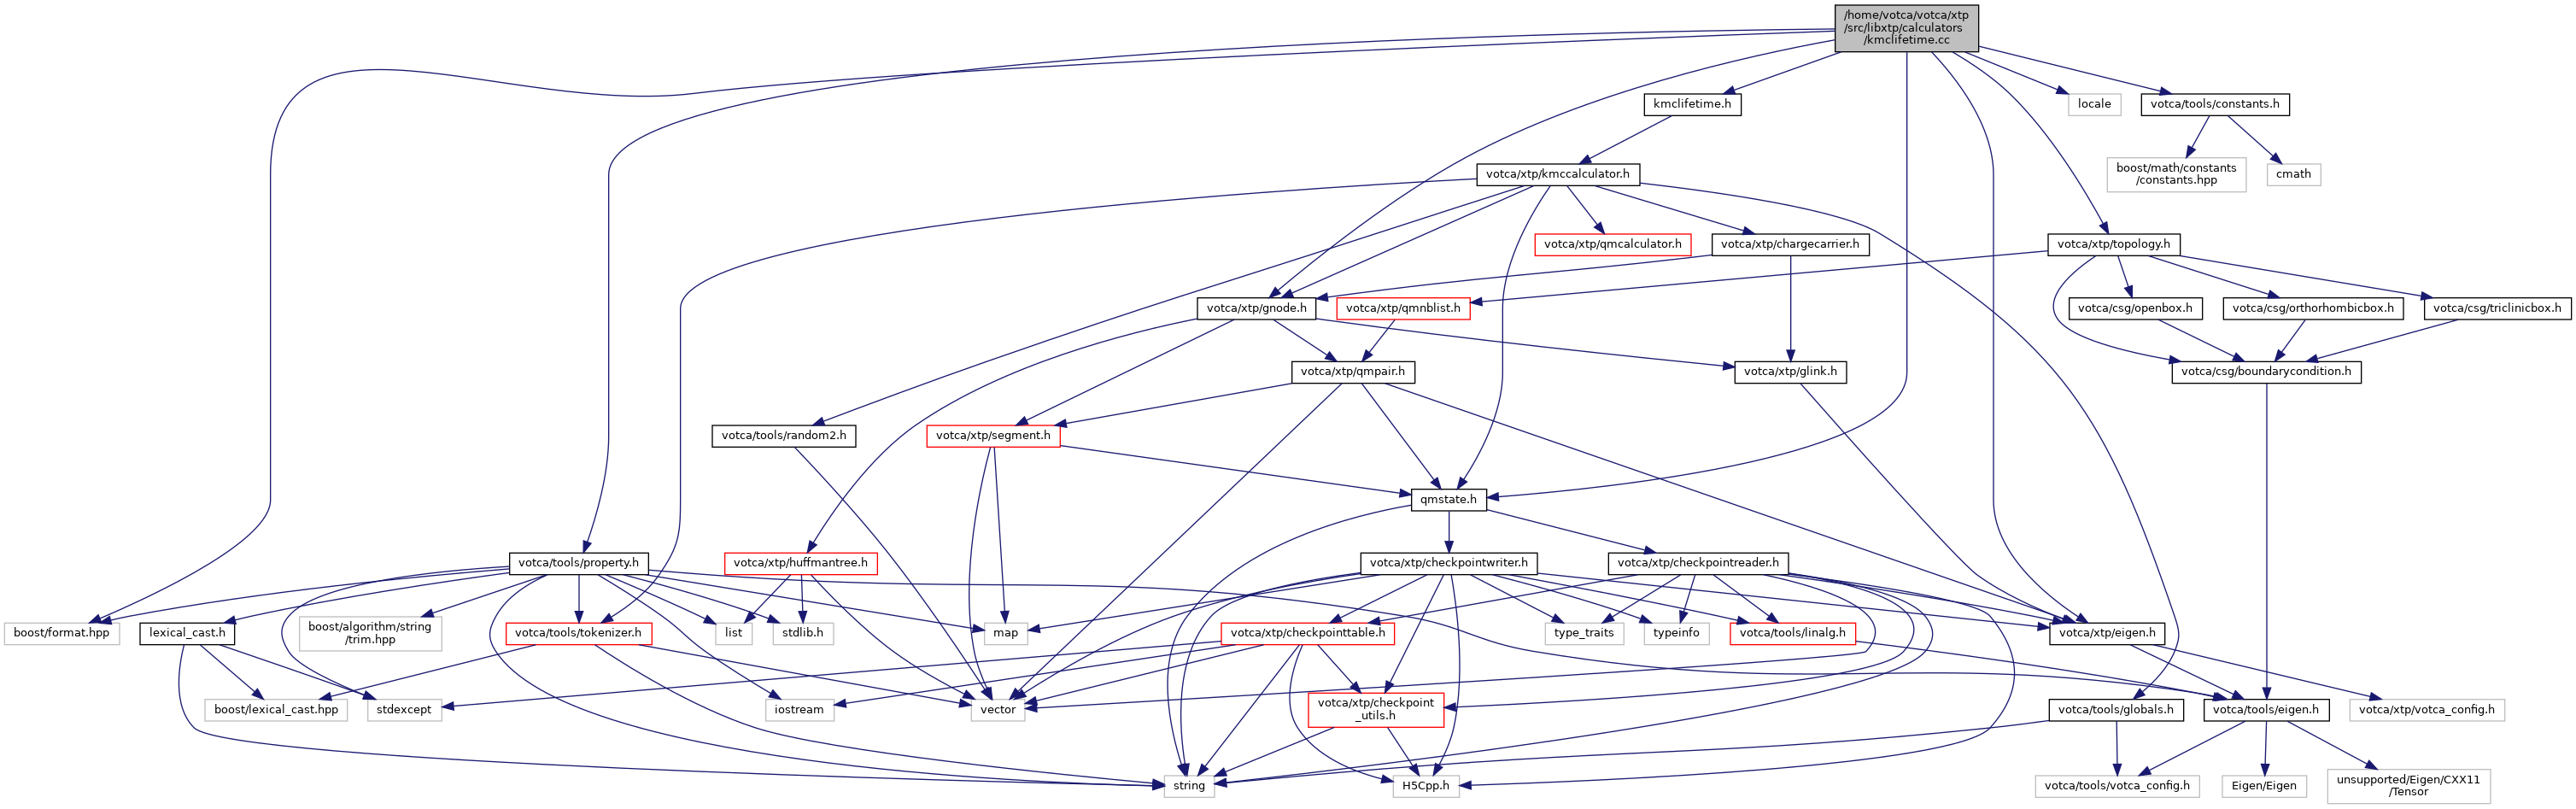 /home/votca/votca/xtp
/src/libxtp/calculators
/kmclifetime.cc
kmclifetime.h
locale
votca/tools/constants.h
votca/xtp/kmccalculator.h
boost/math/constants
/constants.hpp
cmath
votca/xtp/qmcalculator.h
votca/xtp/chargecarrier.h
votca/xtp/topology.h
votca/xtp/gnode.h
votca/xtp/qmnblist.h
votca/csg/openbox.h
votca/csg/orthorhombicbox.h
votca/csg/triclinicbox.h
votca/xtp/qmpair.h
votca/xtp/glink.h
votca/csg/boundarycondition.h
votca/tools/random2.h
votca/xtp/segment.h
qmstate.h
votca/tools/property.h
votca/xtp/huffmantree.h
votca/xtp/checkpointwriter.h
votca/xtp/checkpointreader.h
boost/format.hpp
lexical_cast.h
boost/algorithm/string
/trim.hpp
votca/tools/tokenizer.h
list
stdlib.h
map
votca/xtp/checkpointtable.h
type_traits
typeinfo
votca/tools/linalg.h
votca/xtp/eigen.h
boost/lexical_cast.hpp
stdexcept
iostream
vector
votca/xtp/checkpoint
_utils.h
votca/tools/globals.h
votca/tools/eigen.h
votca/xtp/votca_config.h
string
H5Cpp.h
votca/tools/votca_config.h
Eigen/Eigen
unsupported/Eigen/CXX11
/Tensor